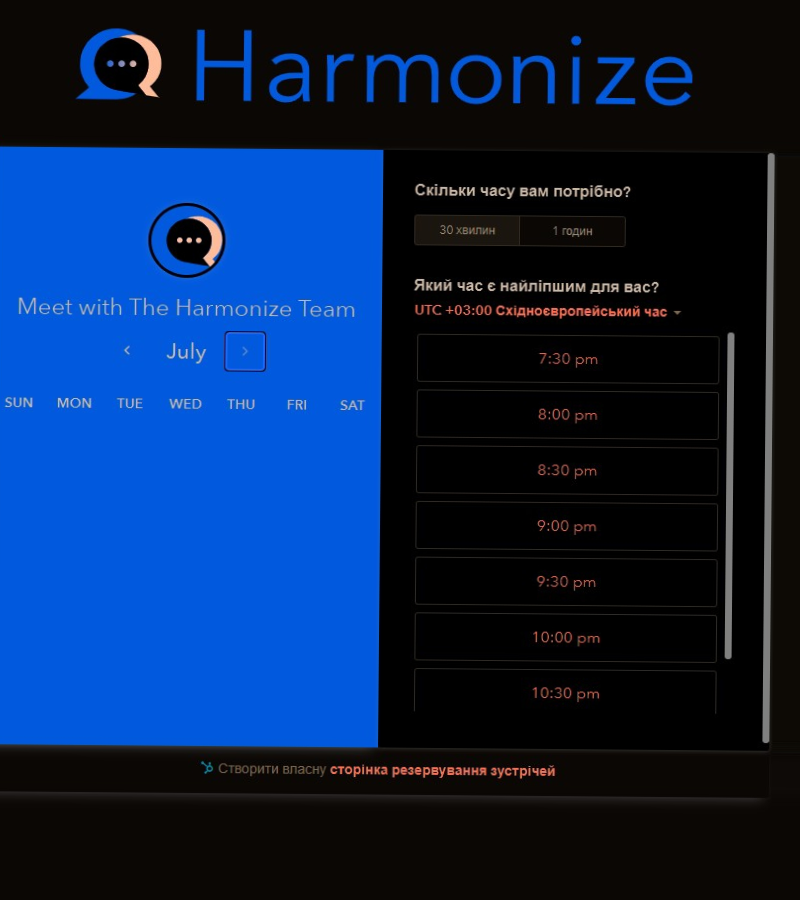 Harmonize
Meet with The Harmonize Team
July
SUN MON TUE WED THU FRI SAT
Скільки часу вам потрібно?
30 хвилин 1 годин
Який час є найліпшим для вас?
UTC +03:00 Східноєвропейський час
7:30 pm
8:00 pm
8:30 pm
9:00 pm
9:30 pm
10:00 pm
10:30 pm
Створити власну сторінка резервування зустрічей